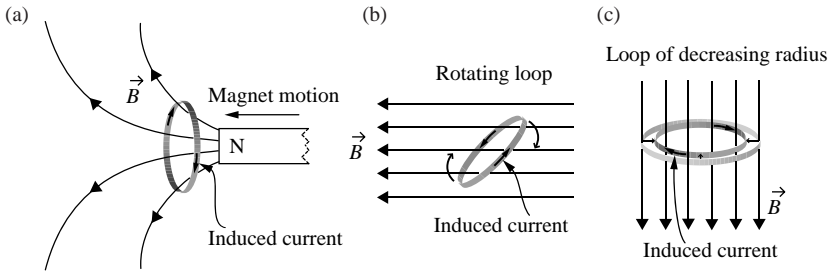 (a)
B
Magnet motion
N
Induced current
(b)
Rotating loop
B
Induced current
(c)
Loop of decreasing radius
B
Induced current